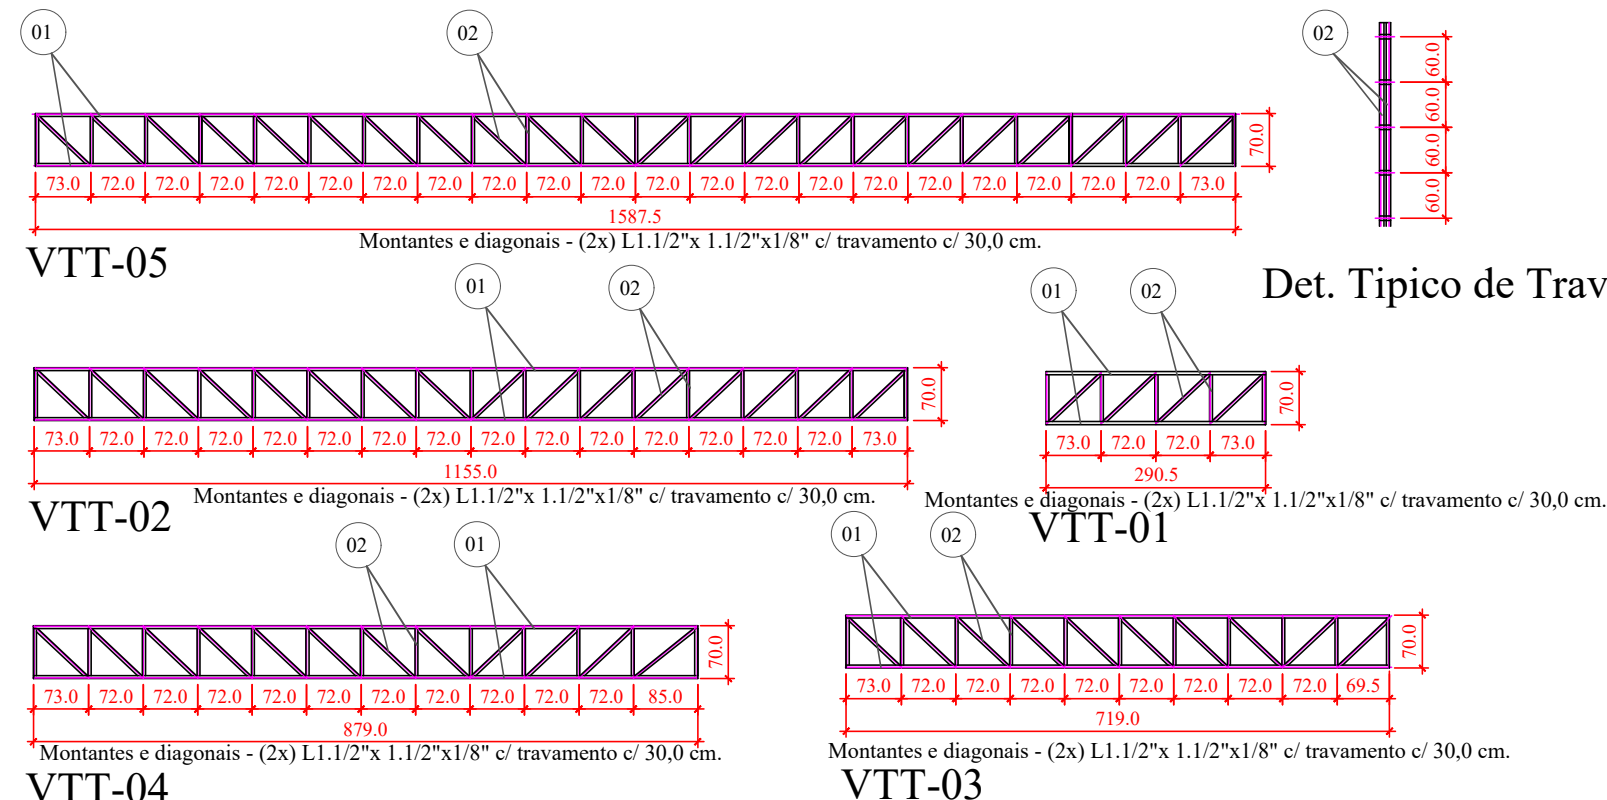 01
02
02
60.0
60.0
60.0
60.0
70.0
73.0 72.0 72.0 72.0 72.0 72.0 72.0 72.0 72.0 72.0 72.0 72.0 72.0 72.0 72.0 72.0 72.0 72.0 72.0 72.0 72.0 73.0
1587.5
Montantes e diagonais - (2x) L1.1/2"x 1.1/2"x1/8" c/ travamento c/ 30,0 cm.
VTT-05
Det. Tipico de Trav
01
02
70.0
73.0 72.0 72.0 72.0 72.0 72.0 72.0 72.0 72.0 72.0 72.0 72.0 72.0 72.0 72.0 73.0
1155.0
Montantes e diagonais - (2x) L1.1/2"x 1.1/2"x1/8" c/ travamento c/ 30,0 cm.
VTT-02
01
02
70.0
73.0 72.0 72.0 73.0
290.5
Montantes e diagonais - (2x) L1.1/2"x 1.1/2"x1/8" c/ travamento c/ 30,0 cm.
VTT-01
02
01
70.0
73.0 72.0 72.0 72.0 72.0 72.0 72.0 72.0 72.0 72.0 72.0 85.0
879.0
Montantes e diagonais - (2x) L1.1/2"x 1.1/2"x1/8" c/ travamento c/ 30,0 cm.
VTT-04
01
02
70.0
73.0 72.0 72.0 72.0 72.0 72.0 72.0 72.0 72.0 69.5
719.0
Montantes e diagonais - (2x) L1.1/2"x 1.1/2"x1/8" c/ travamento c/ 30,0 cm.
VTT-03